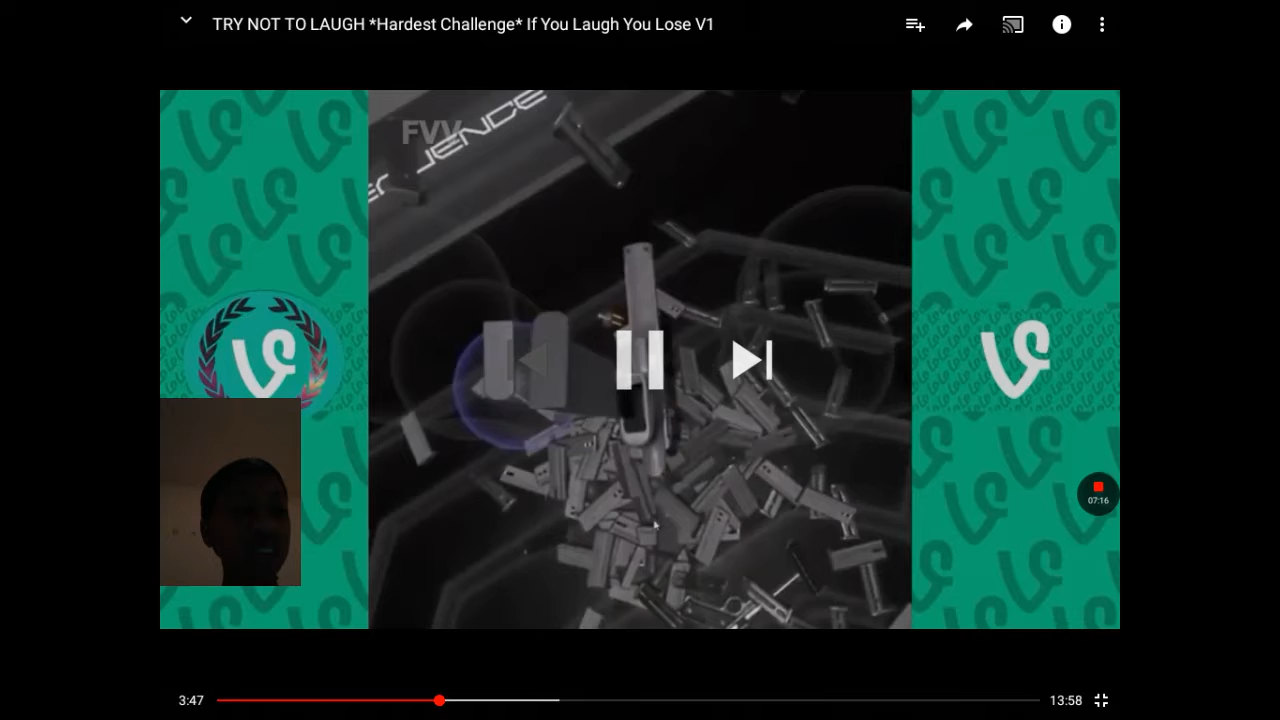 TRY NOT TO LAUGH *Hardest Challenge* If You Laugh You Lose V1
FVV
UENCE
07:16
3:47
13:58